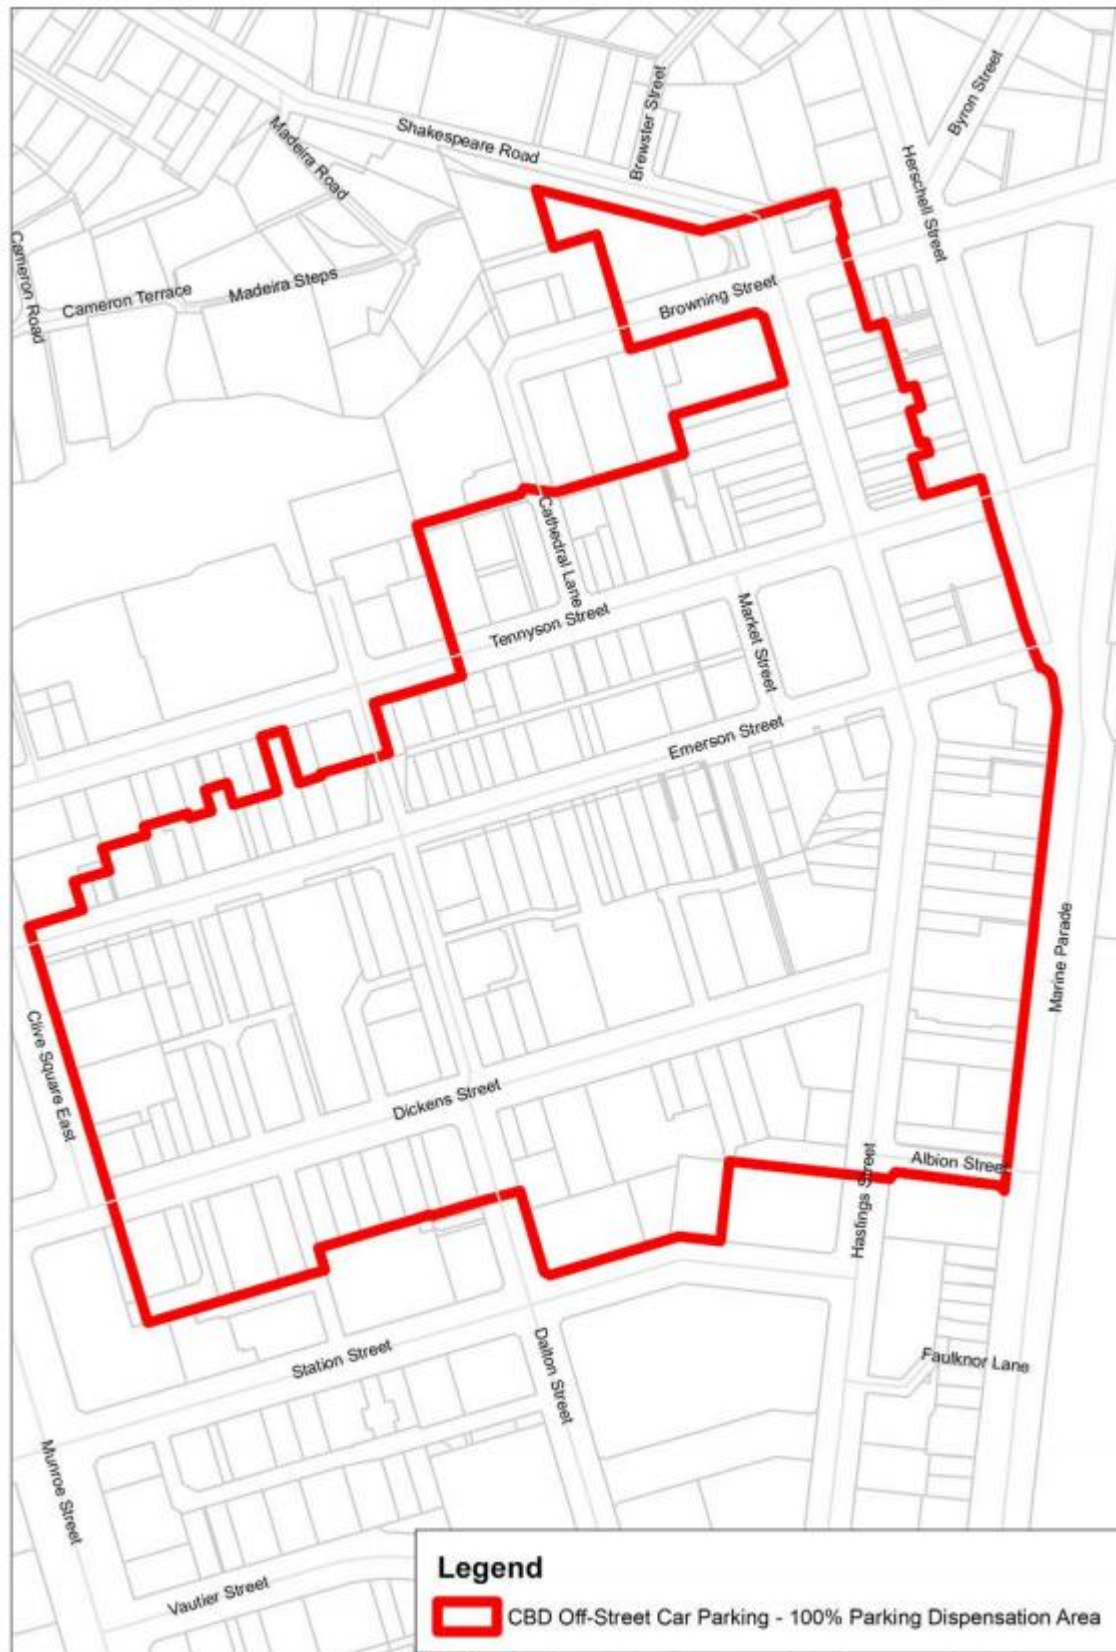 Byron Street
Brewster Street
Shakespeare Road
Madeira Road
Herschell Street
Cameron Road
Madeira Steps
Cameron Terrace
Browning Street
Cathedral Lane
Tennyson Street
Market Street
Emerson Street
Marine Parade
Clive Square East
Dickens Street
Albion Stree
Hastings Street
Station Street
Dalton Street
Faulknor Lane
Munroe Street
Vautier Street
Legend
CBD Off-Street Car Parking - 100% Parking Dispensation Area